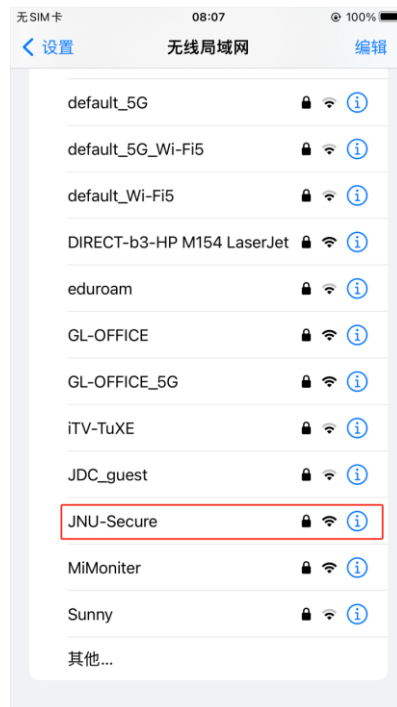 无SIM卡 08:07 100%
设置 无线局域网 编辑
default_5G
default_5G_Wi-Fi5
default_Wi-Fi5
DIRECT-b3-HP M154 LaserJet
eduroam
GL-OFFICE
GL-OFFICE_5G
iTV-TuXE
JDC_guest
JNU-Secure
MiMoniter
Sunny
其他...